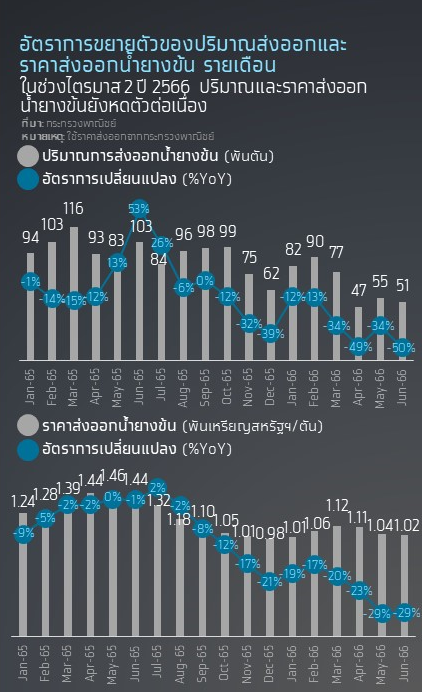 อัตราการขยายตัวของปริมาณส่งออกและ
ราคาส่งออกน้ำยางข้น รายเดือน
ในช่วงไตรมาส 2 ปี 2566 ปริมาณและราคาส่งออก
น้ำยางข้นยังหดตัวต่อเนื่อง
ที่มา: กระทรวงพาณิชย์
หมายเหตุ: ใช้ราคาส่งออกจากกระทรวงพาณิชย์
ปริมาณการส่งออกน้ำยางข้น (พันตัน)
อัตราการเปลี่ยนแปลง (%YoY)
94 103 116 93 83 103 84 96 98 99 75 62 82 90 77 47 55 51
-1% -14% -15% -12% 13% 53% 26% -6% 0% -12% -32% -39% -12% -13% -34% -49% -34% -50%
Jan-65 Feb-65 Mar-65 Apr-65 May-65 Jun-65 Jul-65 Aug-65 Sep-65 Oct-65 Nov-65 Dec-65 Jan-66 Feb-66 Mar-66 Apr-66 May-66 Jun-66
ราคาส่งออกน้ำยางข้น (พันเหรียญสหรัฐฯ/ตัน)
อัตราการเปลี่ยนแปลง (%YoY)
1.24 1.28 1.39 1.44 1.46 1.44 1.32 1.18 1.10 1.05 1.01 0.98 1.01 1.06 1.12 1.11 1.04 1.02
-9% -5% -2% -2% 0% -1% 2% -2% -8% -12% -17% -21% -19% -17% -20% -23% -29% -29%
Jan-65 Feb-65 Mar-65 Apr-65 May-65 Jun-65 Jul-65 Aug-65 Sep-65 Oct-65 Nov-65 Dec-65 Jan-66 Feb-66 Mar-66 Apr-66 May-66 Jun-66